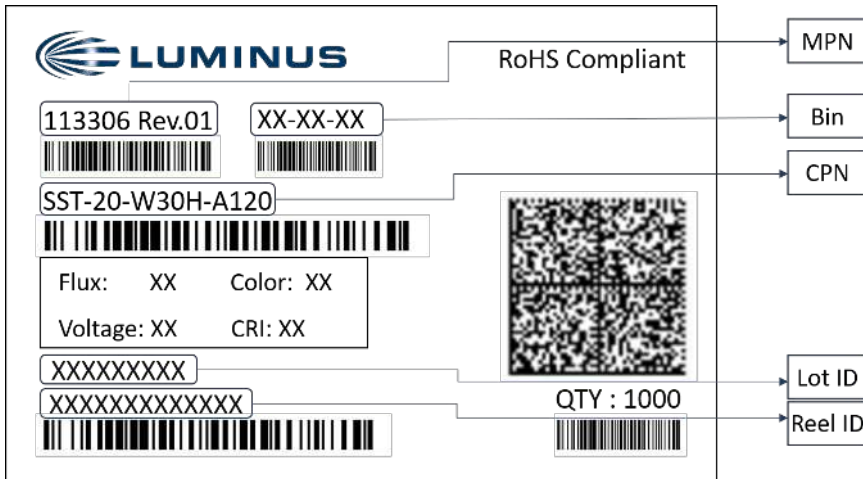 LUMINUS
RoHS Compliant
MPN
113306 Rev.01
XX-XX-XX
Bin
SST-20-W30H-A120
CPN
Flux: XX Color: XX
Voltage: XX CRI: XX
XXXXXXXXX
Lot ID
XXXXXXXXXXXXX
QTY : 1000
Reel ID